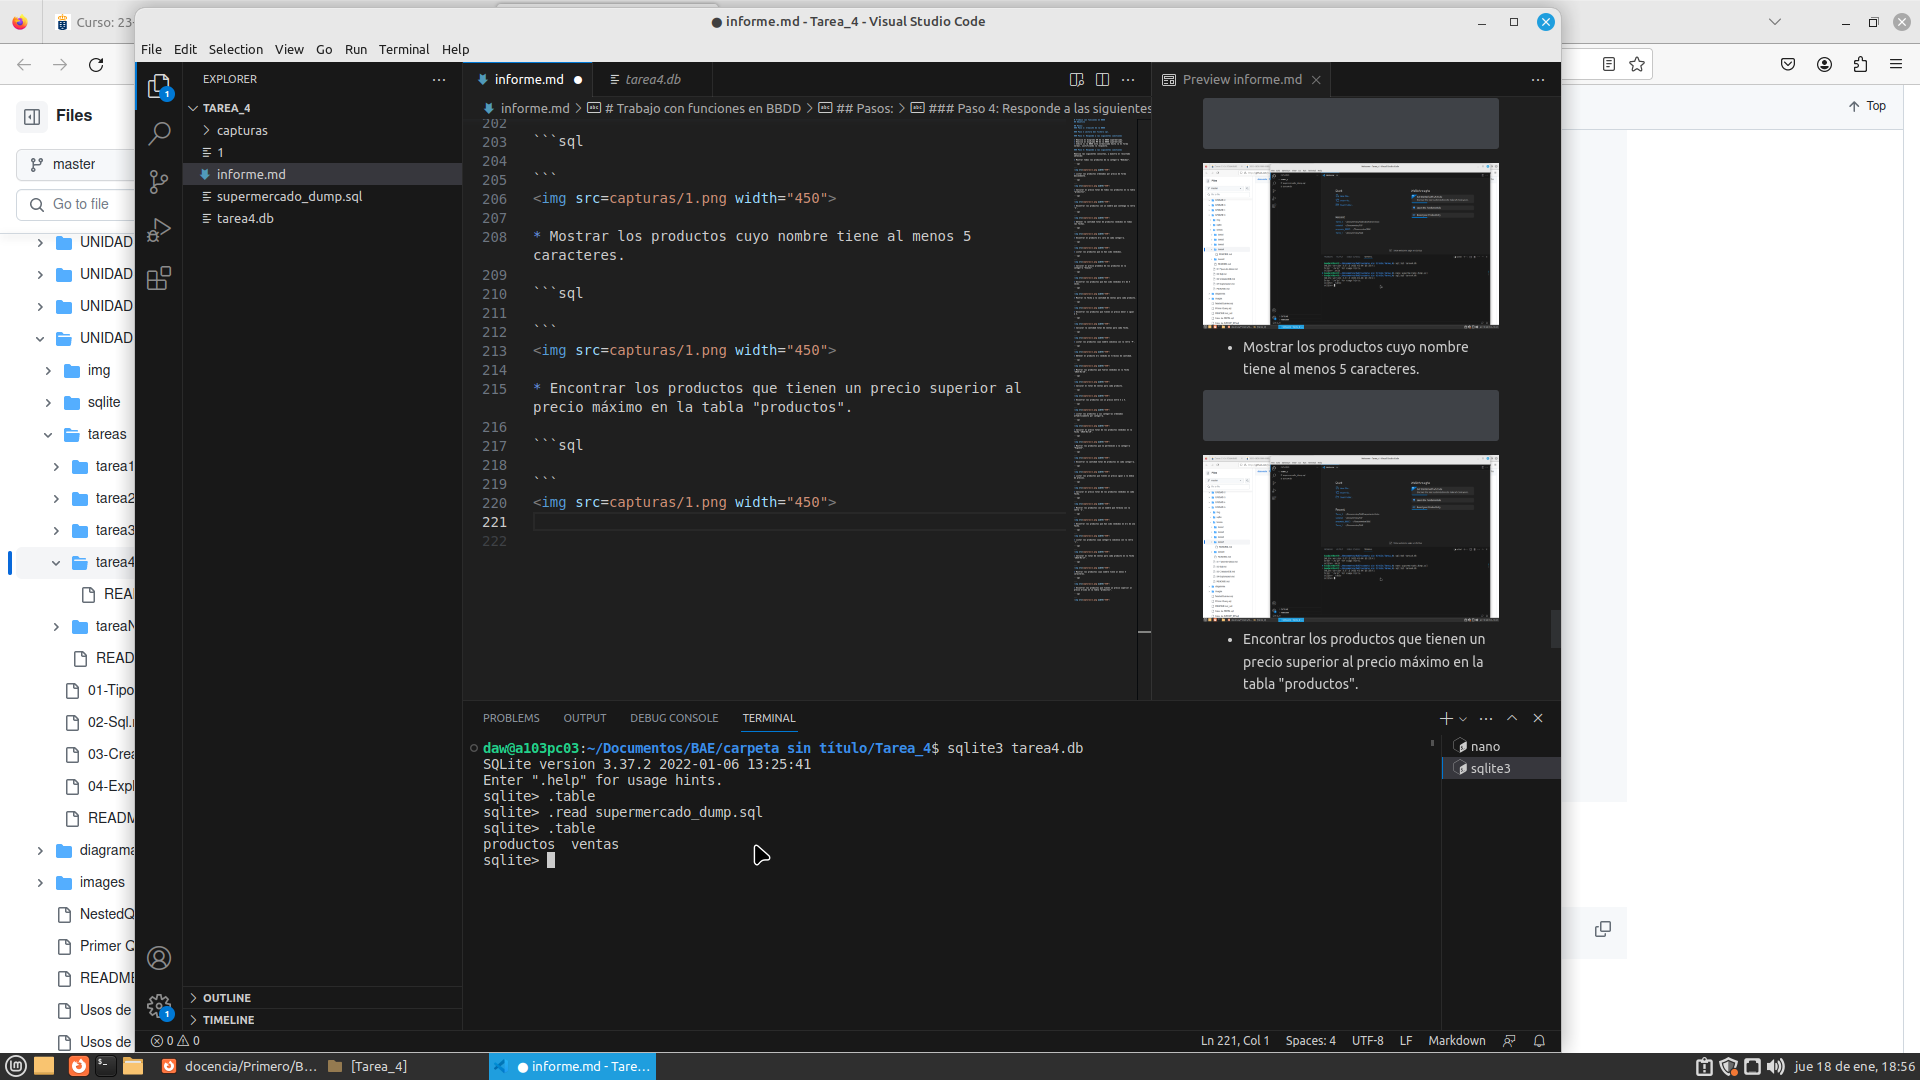 Curso: 23-
informe.md - Tarea_4 - Visual Studio Code
File Edit Selection View Go Run Terminal Help
Files
master
Go to file
UNIDAD
UNIDAD
UNIDAD
UNIDAD
img
sqlite
tareas
tarea1
tarea2
tarea3
tarea4
REA
tareaN
READ
01-Tipo
02-Sql.r
03-Crea
04-Expl
READM
diagrama
images
NestedQ
Primer C
README
Usos de
Usos de
Top
EXPLORER
TAREA_4
capturas
1
informe.md
supermercado_dump.sql
tarea4.db
OUTLINE
TIMELINE
informe.md
tarea4.db
informe.md > # Trabajo con funciones en BBDD > ## Pasos: > ### Paso 4: Responde a las siguientes
202
203 ```sql
204
205 ```
206 <img src=capturas/1.png width="450">
207
208 * Mostrar los productos cuyo nombre tiene al menos 5
caracteres.
209
210 ```sql
211
212 ```
213 <img src=capturas/1.png width="450">
214
215 * Encontrar los productos que tienen un precio superior al
precio máximo en la tabla "productos".
216
217 ```sql
218
219 ```
220 <img src=capturas/1.png width="450">
221
222
Preview informe.md
• Mostrar los productos cuyo nombre
tiene al menos 5 caracteres.
• Encontrar los productos que tienen un
precio superior al precio máximo en la
tabla "productos".
PROBLEMS OUTPUT DEBUG CONSOLE TERMINAL
daw@a103pc03:~/Documentos/BAE/carpeta sin título/Tarea_4$ sqlite3 tarea4.db
SQLite version 3.37.2 2022-01-06 13:25:41
Enter ".help" for usage hints.
sqlite> .table
sqlite> .read supermercado_dump.sql
sqlite> .table
productos  ventas
sqlite>
nano
sqlite3
1
1
0 0
Ln 221, Col 1 Spaces: 4 UTF-8 LF Markdown
docencia/Primero/B...
[Tarea_4]
informe.md - Tare...
jue 18 de ene, 18:56